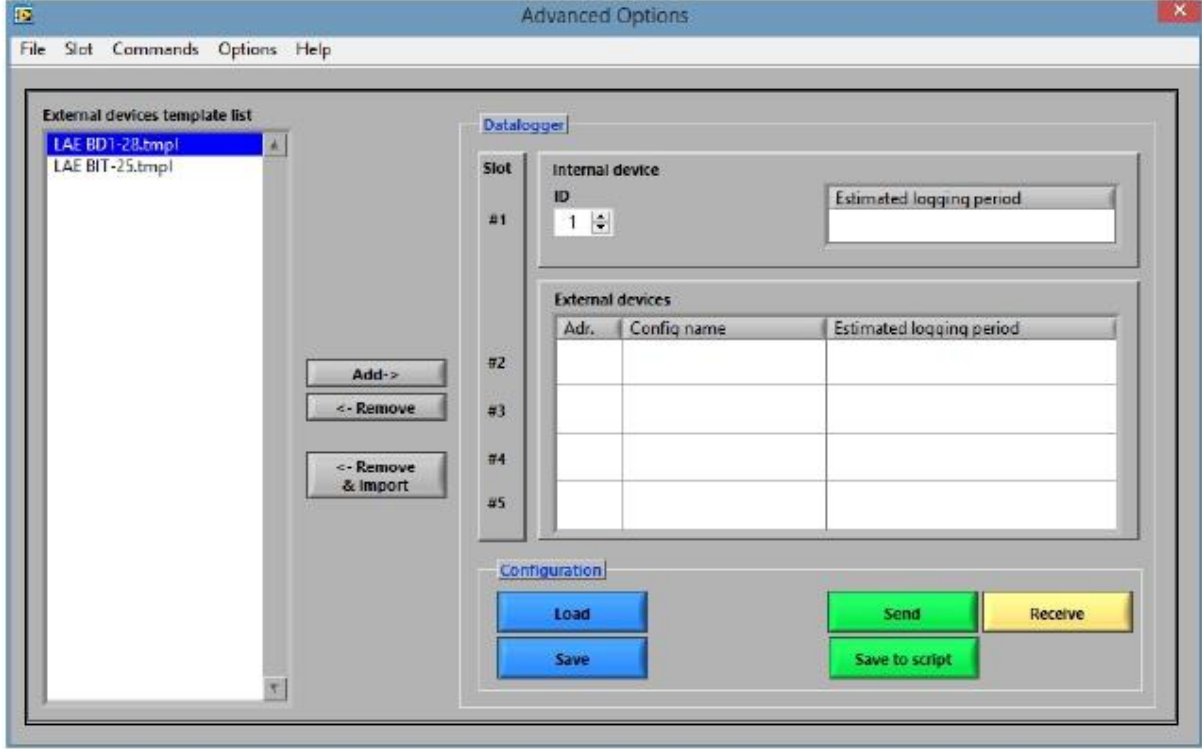 Advanced Options
File Slot Commands Options Help
External devices template list
LAE BD1-28.tmpl
LAE BIT-25.tmpl
Add->
<- Remove
<- Remove
& Import
Datalogger
Slot
#1
#2
#3
#4
#5
Internal device
ID
1
Estimated logging period
External devices
Adr. Config name Estimated logging period
Configuration
Load
Send
Receive
Save
Save to script